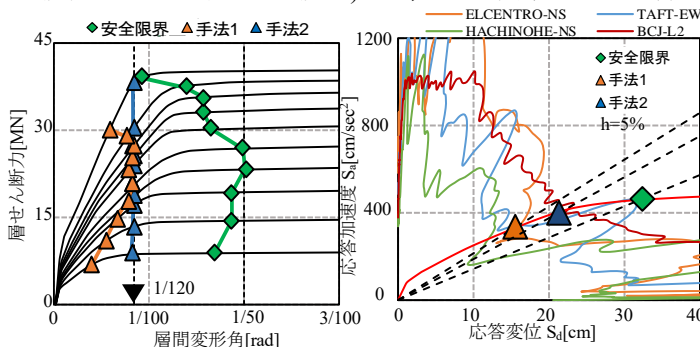 45
30
15
0
層せん断力[MN]
安全限界
手法1
手法2
1/120
0
1/100
1/50
3/100
層間変形角[rad]
ELCENTRO-NS
TAFT-EW
HACHINOHE-NS
BCJ-L2
1200
800
400
0
応答加速度 Sa[cm/sec2]
安全限界
手法1
手法2
h=5%
0
10
20
30
40
応答変位 Sd[cm]